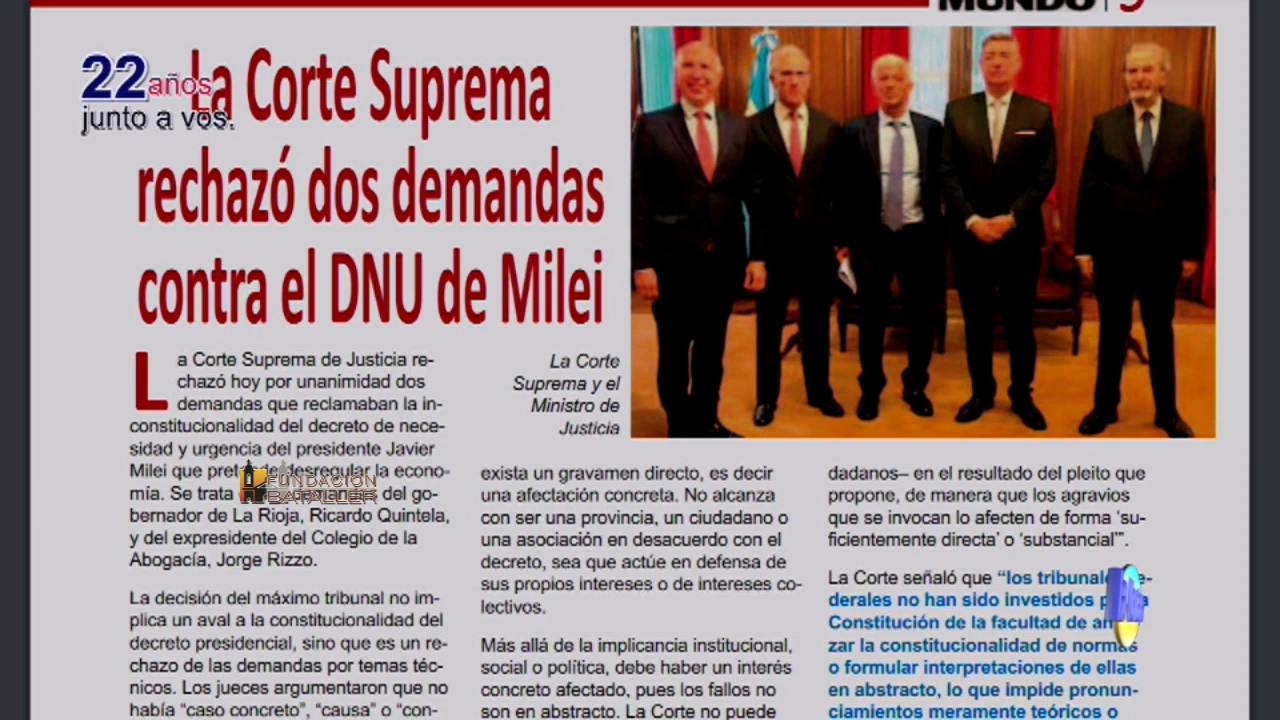 MUNDO | 9
22 años
junto a vos.
La Corte Suprema
rechazó dos demandas
contra el DNU de Milei
La Corte Suprema de Justicia re-
chazó hoy por unanimidad dos
demandas que reclamaban la in-
constitucionalidad del decreto de nece-
sidad y urgencia del presidente Javier
Milei que desregular la econo-
mía. Se trata del go-
bernador de La Rioja, Ricardo Quintela,
y del expresidente del Colegio de la
Abogacía, Jorge Rizzo.
FUNDACIÓN
BATALLER
La decisión del máximo tribunal no im-
plica un aval a la constitucionalidad del
decreto presidencial, sino que es un re-
chazo de las demandas por temas téc-
nicos. Los jueces argumentaron que no
había “caso concreto”, “causa” o “con-
La Corte
Suprema y el
Ministro de
Justicia
exista un gravamen directo, es decir
una afectación concreta. No alcanza
con ser una provincia, un ciudadano o
una asociación en desacuerdo con el
decreto, sea que actúe en defensa de
sus propios intereses o de intereses co-
lectivos.
Más allá de la implicancia institucional,
social o política, debe haber un interés
concreto afectado, pues los fallos no
son en abstracto. La Corte no puede
dadanos– en el resultado del pleito que
propone, de manera que los agravios
que se invocan lo afecten de forma ‘su-
ficientemente directa’ o ‘substancial’”.
La Corte señaló que “los tribunales
derales no han sido investidos
Constitución de la facultad de
zar la constitucionalidad de normas
o formular interpretaciones de ellas
en abstracto, lo que impide pronun-
ciamientos meramente teóricos o